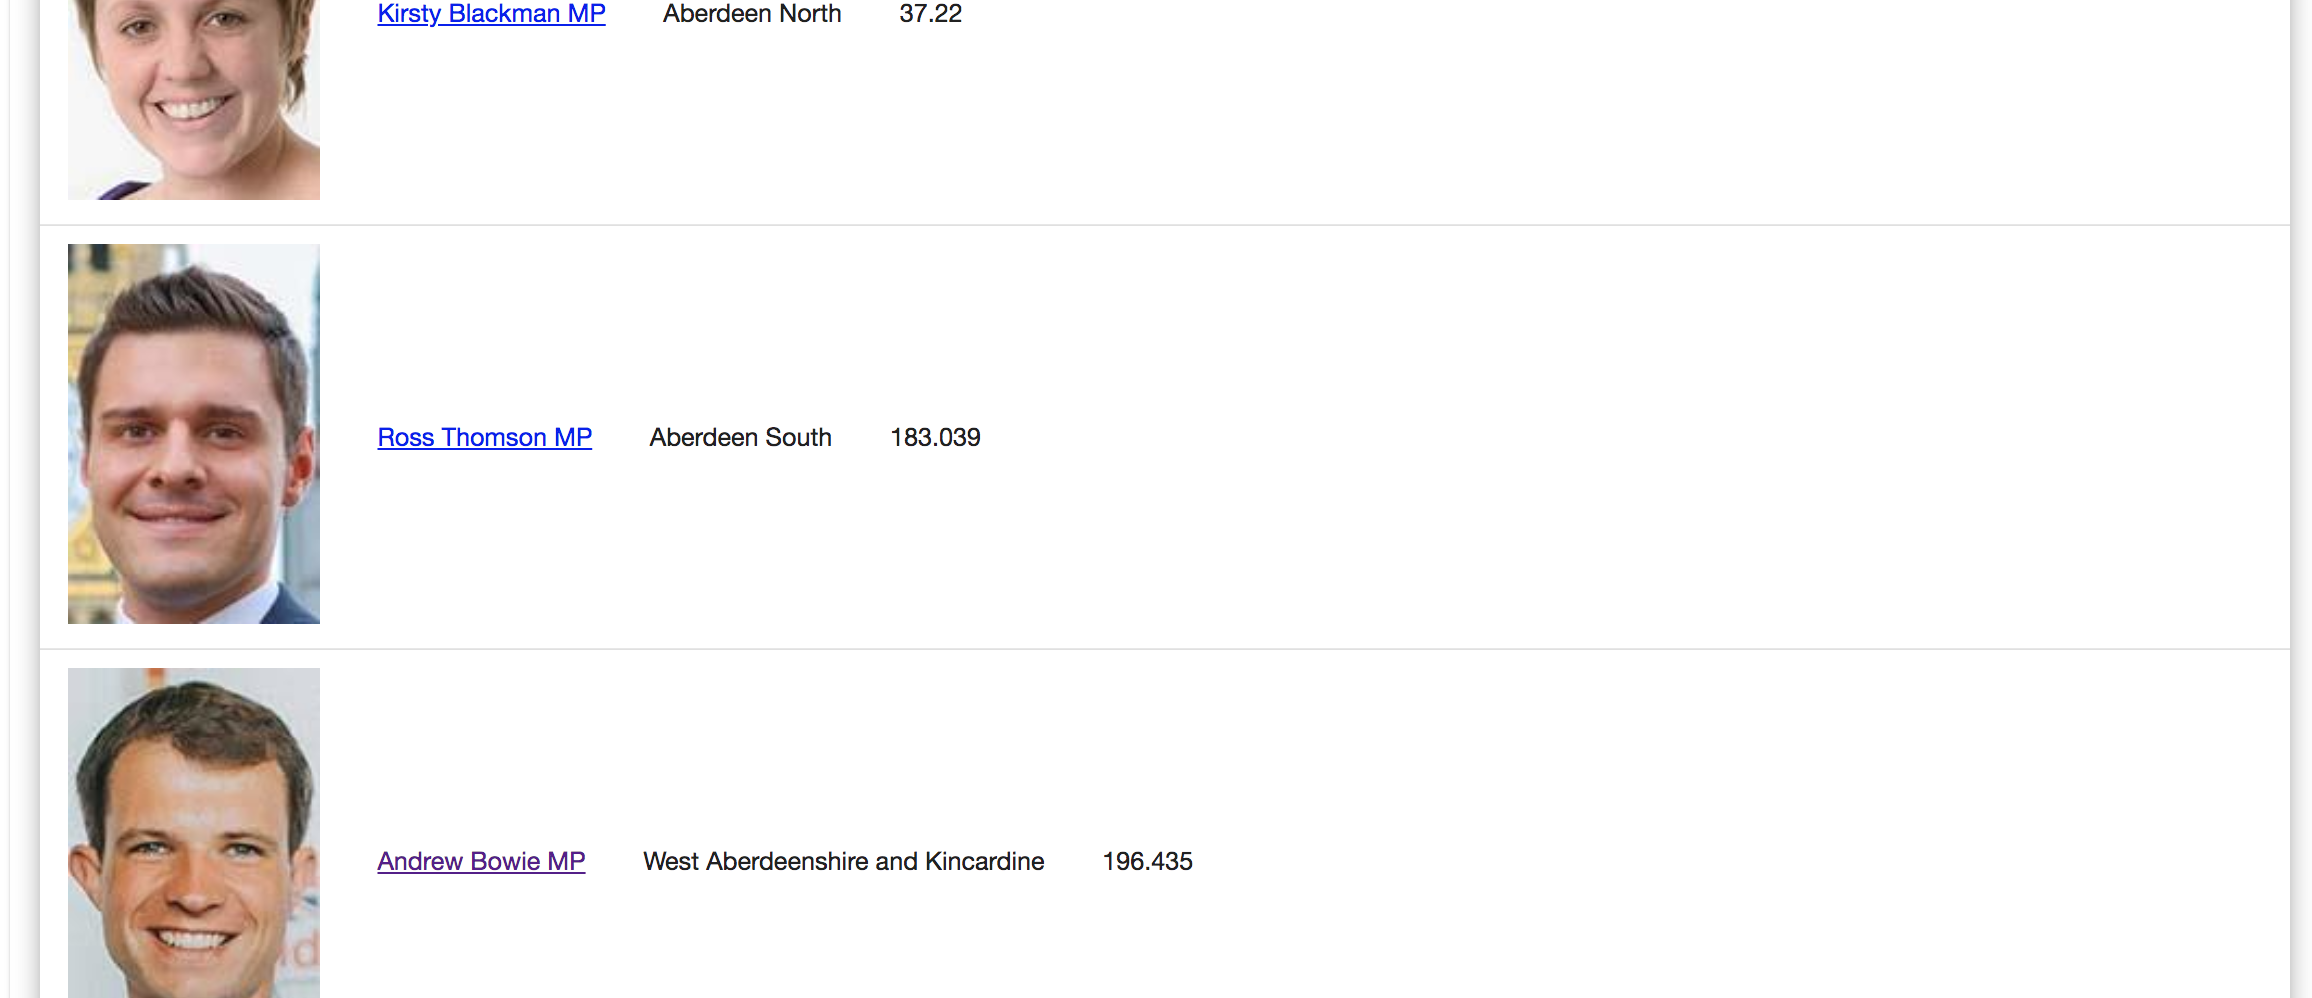 Kirsty Blackman MP Aberdeen North 37.22
Ross Thomson MP Aberdeen South 183.039
Andrew Bowie MP West Aberdeenshire and Kincardine 196.435